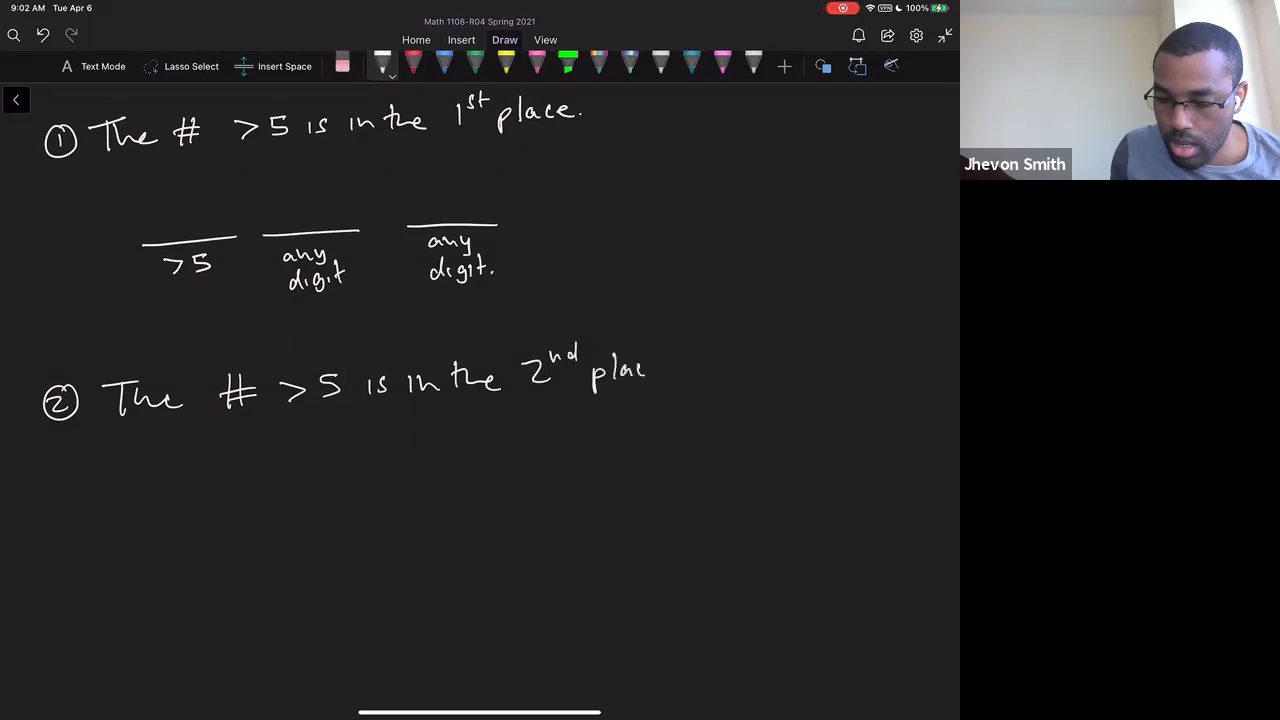 9:02 AM Tue Apr 6
VPN 100%
Math 1108-R04 Spring 2021
Home Insert Draw View
A Text Mode Lasso Select Insert Space
① The # > 5 is in the 1st place.
Jhevon Smith
> 5 any digit any digit.
② The # > 5 is in the 2nd plac